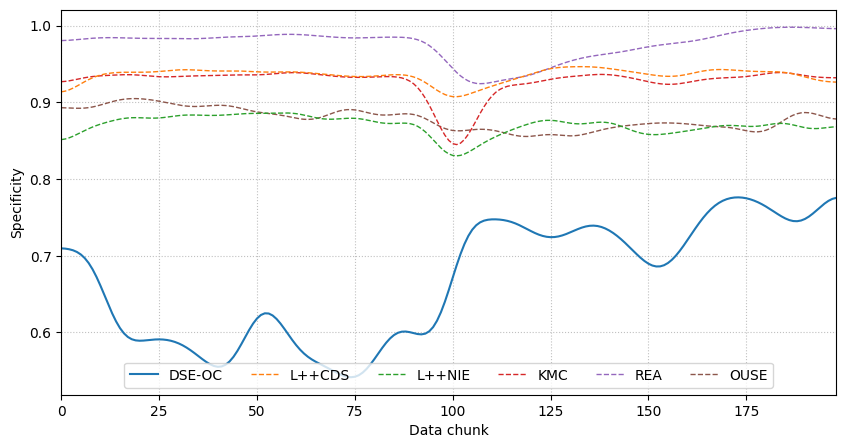 1.0
0.9
0.8
0.7
0.6
Specificity
DSE-OC L++CDS L++NIE KMC REA OUSE
0 25 50 75 100 125 150 175
Data chunk